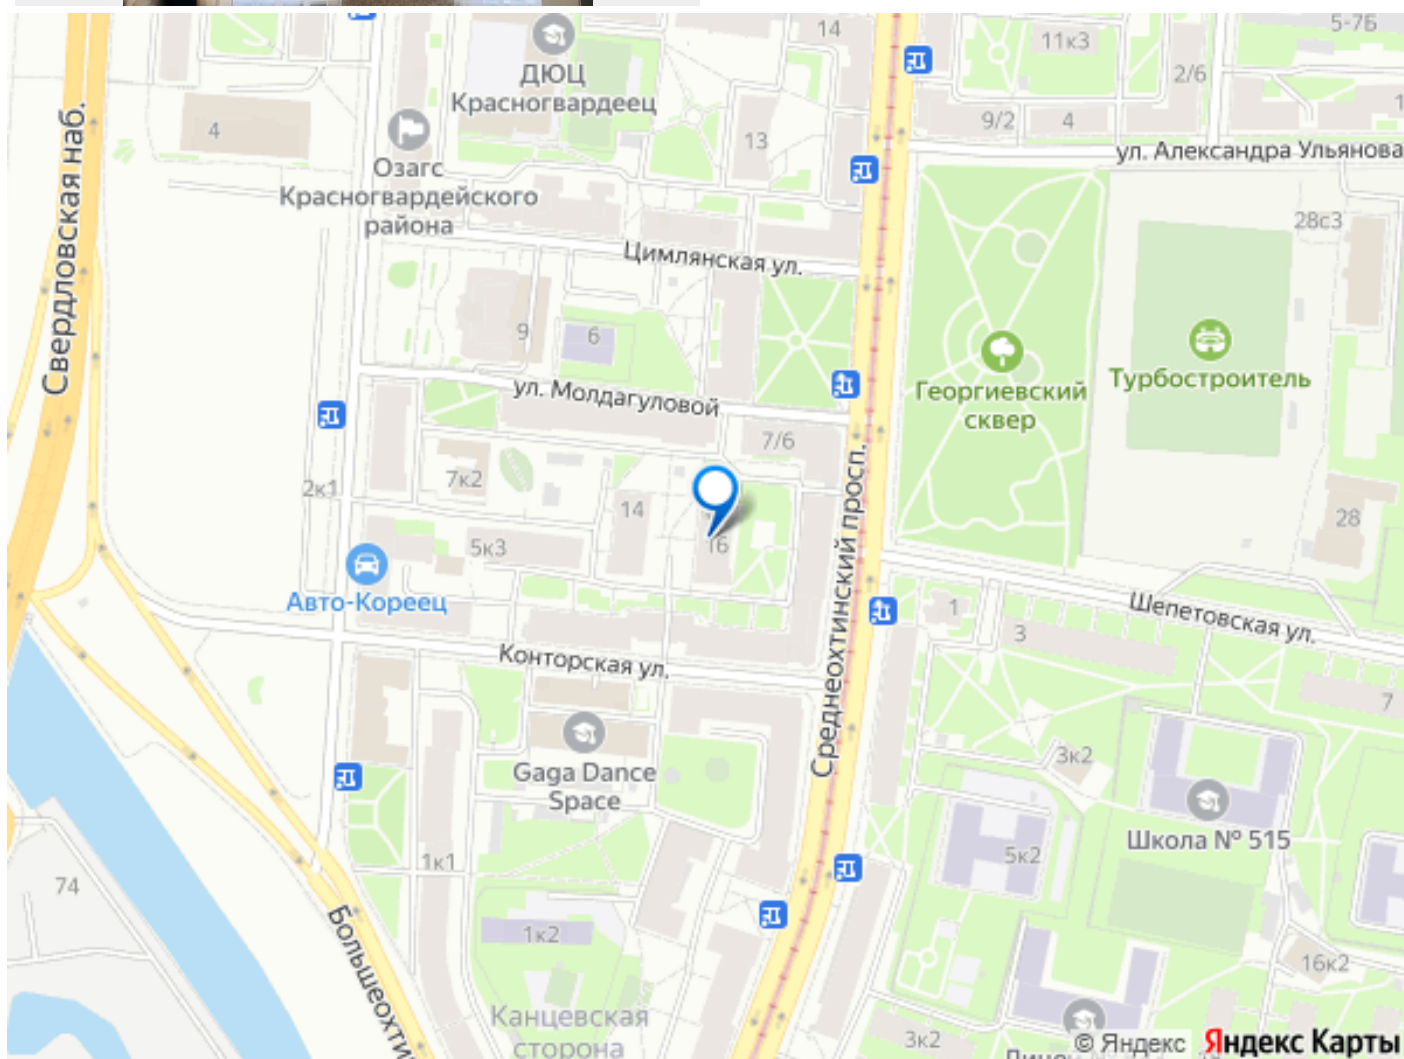 5-7Б
14
11к3
2/6
ДЮЦ
Красногвардеец
9/2
4
1
4
13
ул. Александра Ульянова
Озагс
Красногвардейского
района
28с3
Свердловская наб.
Цимлянская ул.
9
6
Георгиевский
сквер
Турбостроитель
ул. Молдагуловой
7/6
7к2
2к1
14
16
28
5к3
Авто-Кореец
Среднеохтинский просп.
1
3
Шепетовская ул.
Конторская ул.
7
Gaga Dance
Space
3к2
Школа № 515
5к2
1к1
74
Большеохти
1к2
16к2
Канцевская
сторона
3к2
© Яндекс
Яндекс Карты